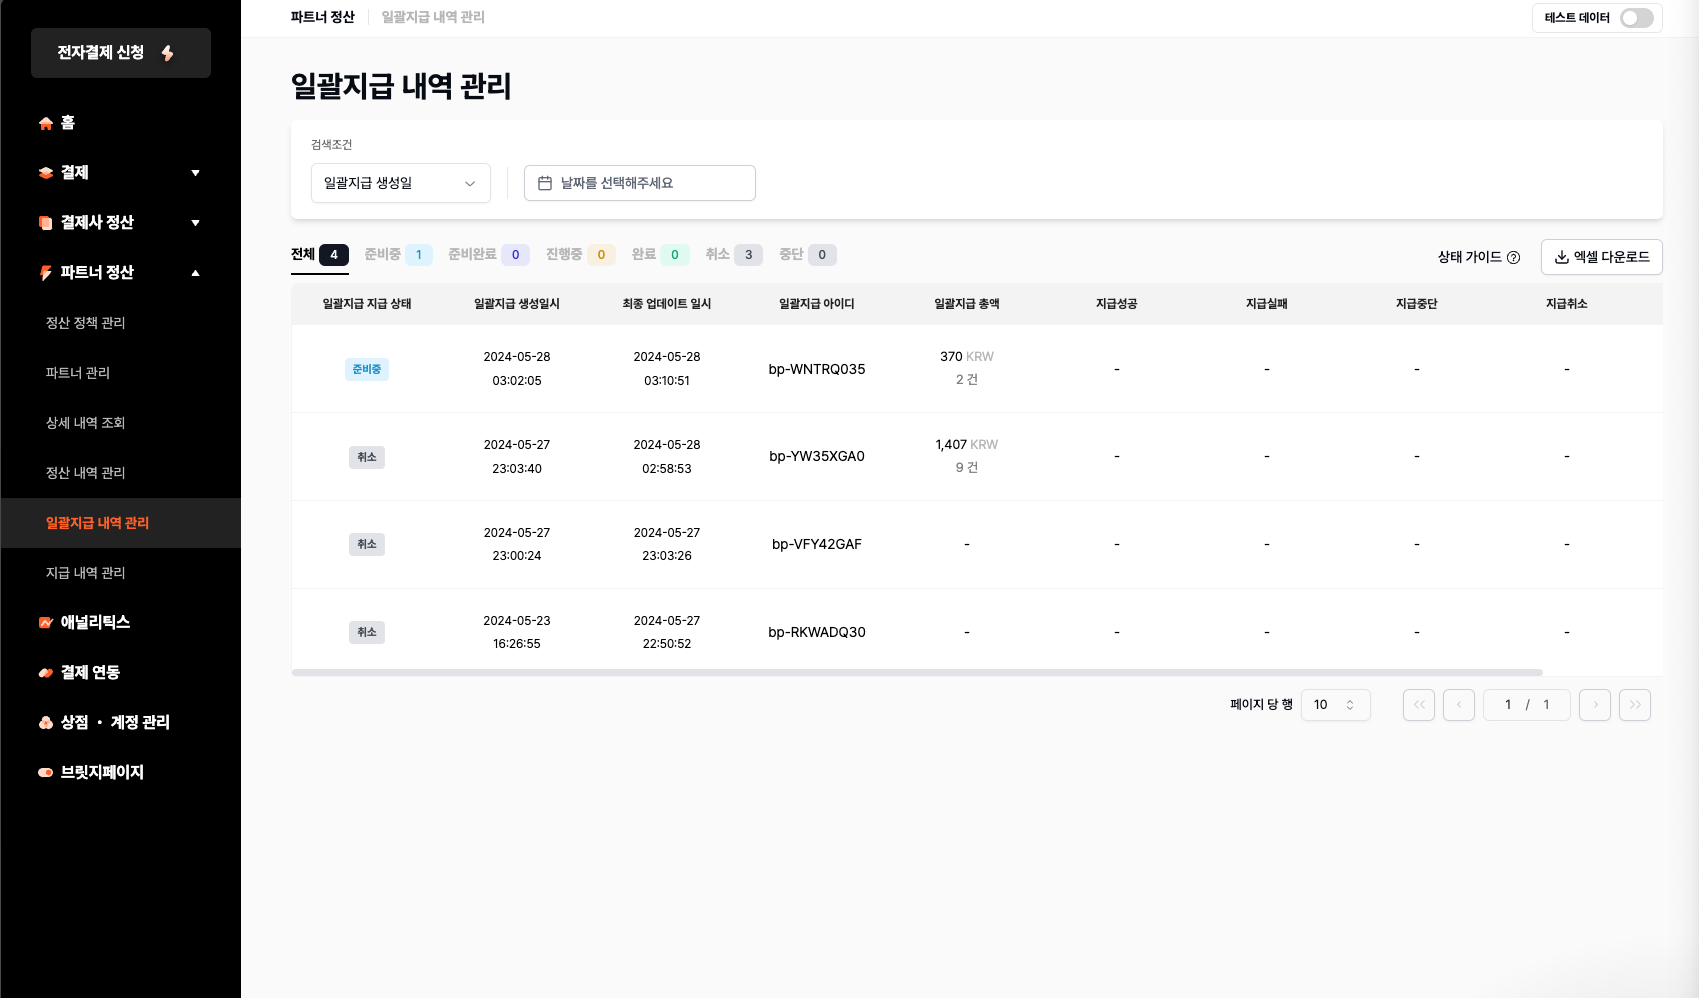 전자결제 신청
홈
결제
결제사 정산
파트너 정산
정산 정책 관리
파트너 관리
상세 내역 조회
정산 내역 관리
일괄지급 내역 관리
지급 내역 관리
애널리틱스
결제 연동
상점 · 계정 관리
브릿지페이지
파트너 정산 일괄지급 내역 관리 테스트 데이터
일괄지급 내역 관리
검색조건
일괄지급 생성일 날짜를 선택해주세요
전체 4 준비중 1 준비완료 0 진행중 0 완료 0 취소 3 중단 0 상태 가이드 엑셀 다운로드
일괄지급 지급 상태 일괄지급 생성일시 최종 업데이트 일시 일괄지급 아이디 일괄지급 총액 지급성공 지급실패 지급중단 지급취소
2024-05-28 2024-05-28 370 KRW
준비중 bp-WNTRQ035 - - - -
03:02:05 03:10:51 2 건
2024-05-27 2024-05-28 1,407 KRW
취소 bp-YW35XGA0 - - - -
23:03:40 02:58:53 9 건
2024-05-27 2024-05-27
취소 bp-VFY42GAF - - - - -
23:00:24 23:03:26
2024-05-23 2024-05-27
취소 bp-RKWADQ30 - - - - -
16:26:55 22:50:52
페이지 당 행 10 << < 1 / 1 > >>